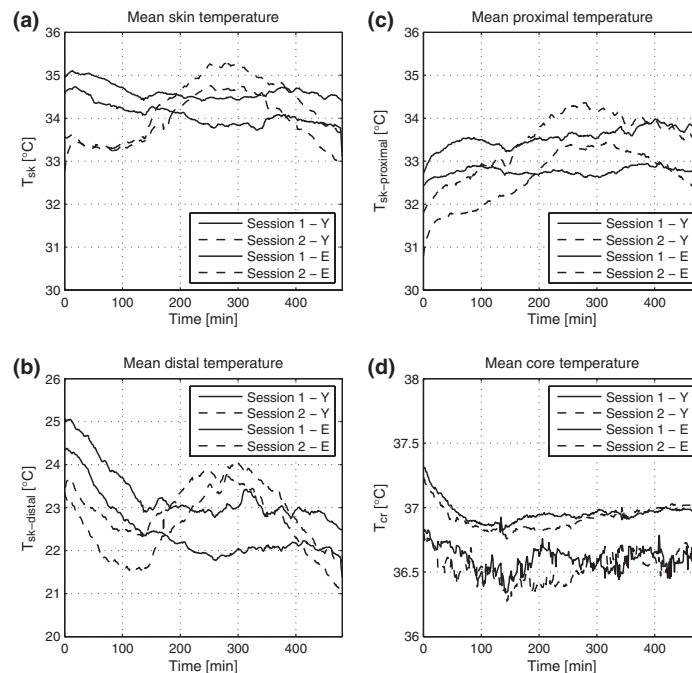 (a)
Mean skin temperature
36
35
34
33
32
31
30
T_sk [°C]
Session 1 – Y
Session 2 – Y
Session 1 – E
Session 2 – E
0 100 200 300 400
Time [min]
(c)
Mean proximal temperature
36
35
34
33
32
31
30
T_sk–proximal [°C]
Session 1 – Y
Session 2 – Y
Session 1 – E
Session 2 – E
0 100 200 300 400
Time [min]
(b)
Mean distal temperature
26
25
24
23
22
21
20
T_sk–distal [°C]
Session 1 – Y
Session 2 – Y
Session 1 – E
Session 2 – E
0 100 200 300 400
Time [min]
(d)
Mean core temperature
38
37.5
37
36.5
36
T_cr [°C]
Session 1 – Y
Session 2 – Y
Session 1 – E
Session 2 – E
0 100 200 300 400
Time [min]